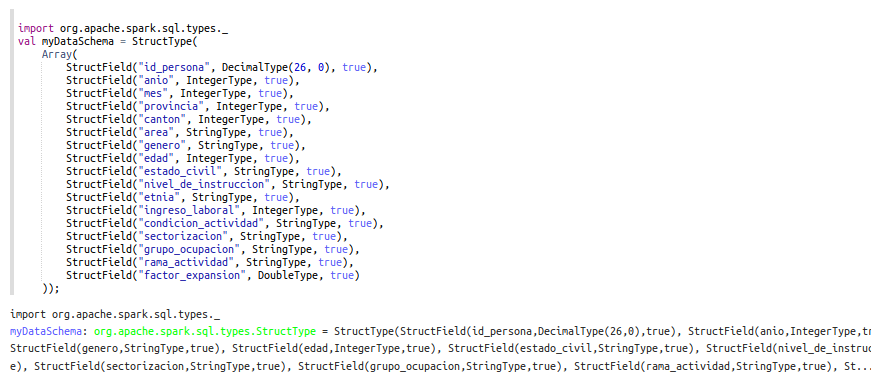 import org.apache.spark.sql.types._
val myDataSchema = StructType(
    Array(
        StructField("id_persona", DecimalType(26, 0), true),
        StructField("anio", IntegerType, true),
        StructField("mes", IntegerType, true),
        StructField("provincia", IntegerType, true),
        StructField("canton", IntegerType, true),
        StructField("area", StringType, true),
        StructField("genero", StringType, true),
        StructField("edad", IntegerType, true),
        StructField("estado_civil", StringType, true),
        StructField("nivel_de_instruccion", StringType, true),
        StructField("etnia", StringType, true),
        StructField("ingreso_laboral", IntegerType, true),
        StructField("condicion_actividad", StringType, true),
        StructField("sectorizacion", StringType, true),
        StructField("grupo_ocupacion", StringType, true),
        StructField("rama_actividad", StringType, true),
        StructField("factor_expansion", DoubleType, true)
    ));
import org.apache.spark.sql.types._
myDataSchema: org.apache.spark.sql.types.StructType = StructType(StructField(id_persona,DecimalType(26,0),true), StructField(anio,IntegerType,tr
StructField(genero,StringType,true), StructField(edad,IntegerType,true), StructField(estado_civil,StringType,true), StructField(nivel_de_instruc
e), StructField(sectorizacion,StringType,true), StructField(grupo_ocupacion,StringType,true), StructField(rama_actividad,StringType,true), St...